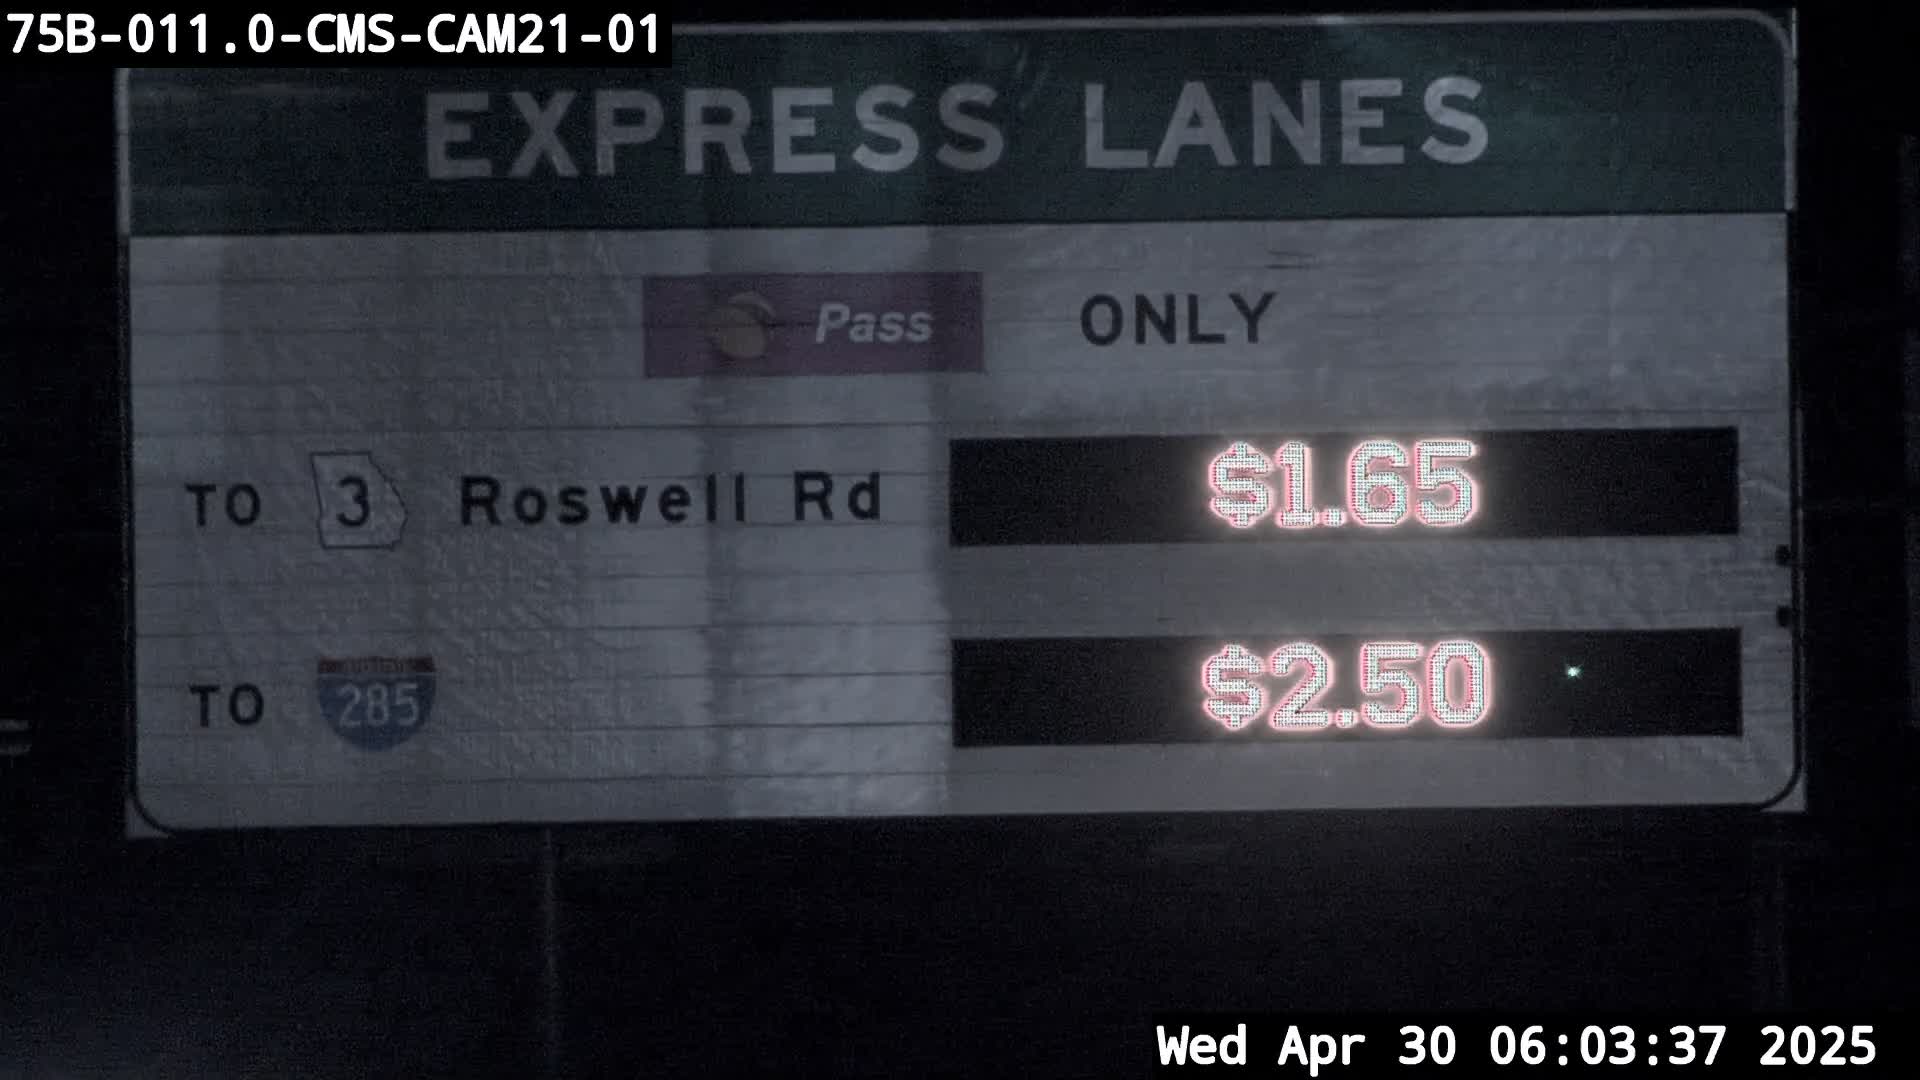 75B-011.0-CMS-CAM21-01
EXPRESS LANES
Pass ONLY
TO 3 Roswell Rd $1.65
TO 285 $2.50
Wed Apr 30 06:03:37 2025